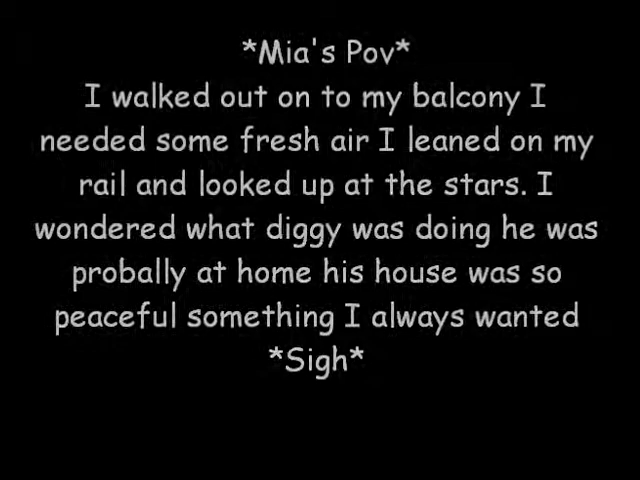 *Mia's Pov*
I walked out on to my balcony I
needed some fresh air I leaned on my
rail and looked up at the stars. I
wondered what diggy was doing he was
probally at home his house was so
peaceful something I always wanted
*Sigh*